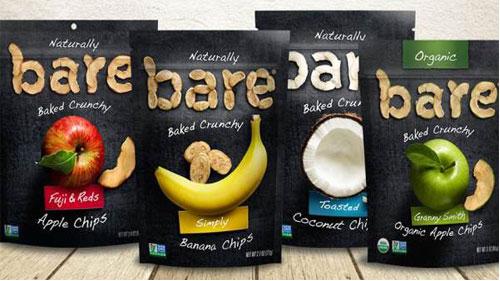 Naturally
bare
Baked Crunchy
Fuji & Reds
Apple Chips
Naturally
bare
Baked Crunchy
Simply
Banana Chips
Naturally
bare
Baked Crunchy
Toasted
Coconut Chips
Organic
bare
Baked Crunchy
Granny Smith
Organic Apple Chips